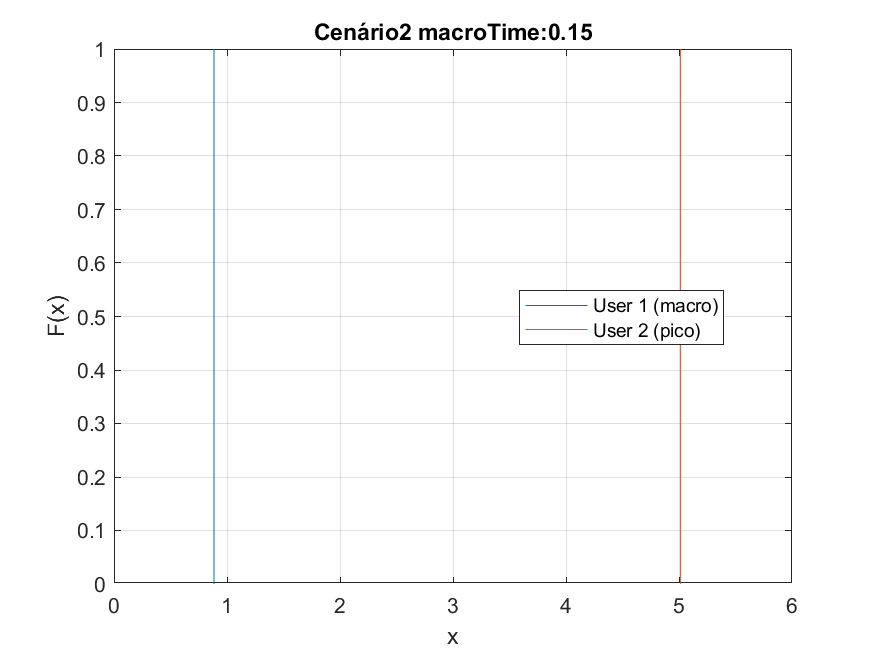 Cenário2 macroTime:0.15
1
0.9
0.8
0.7
0.6
0.5
0.4
0.3
0.2
0.1
0
F(x)
User 1 (macro)
User 2 (pico)
0 1 2 3 4 5 6
x